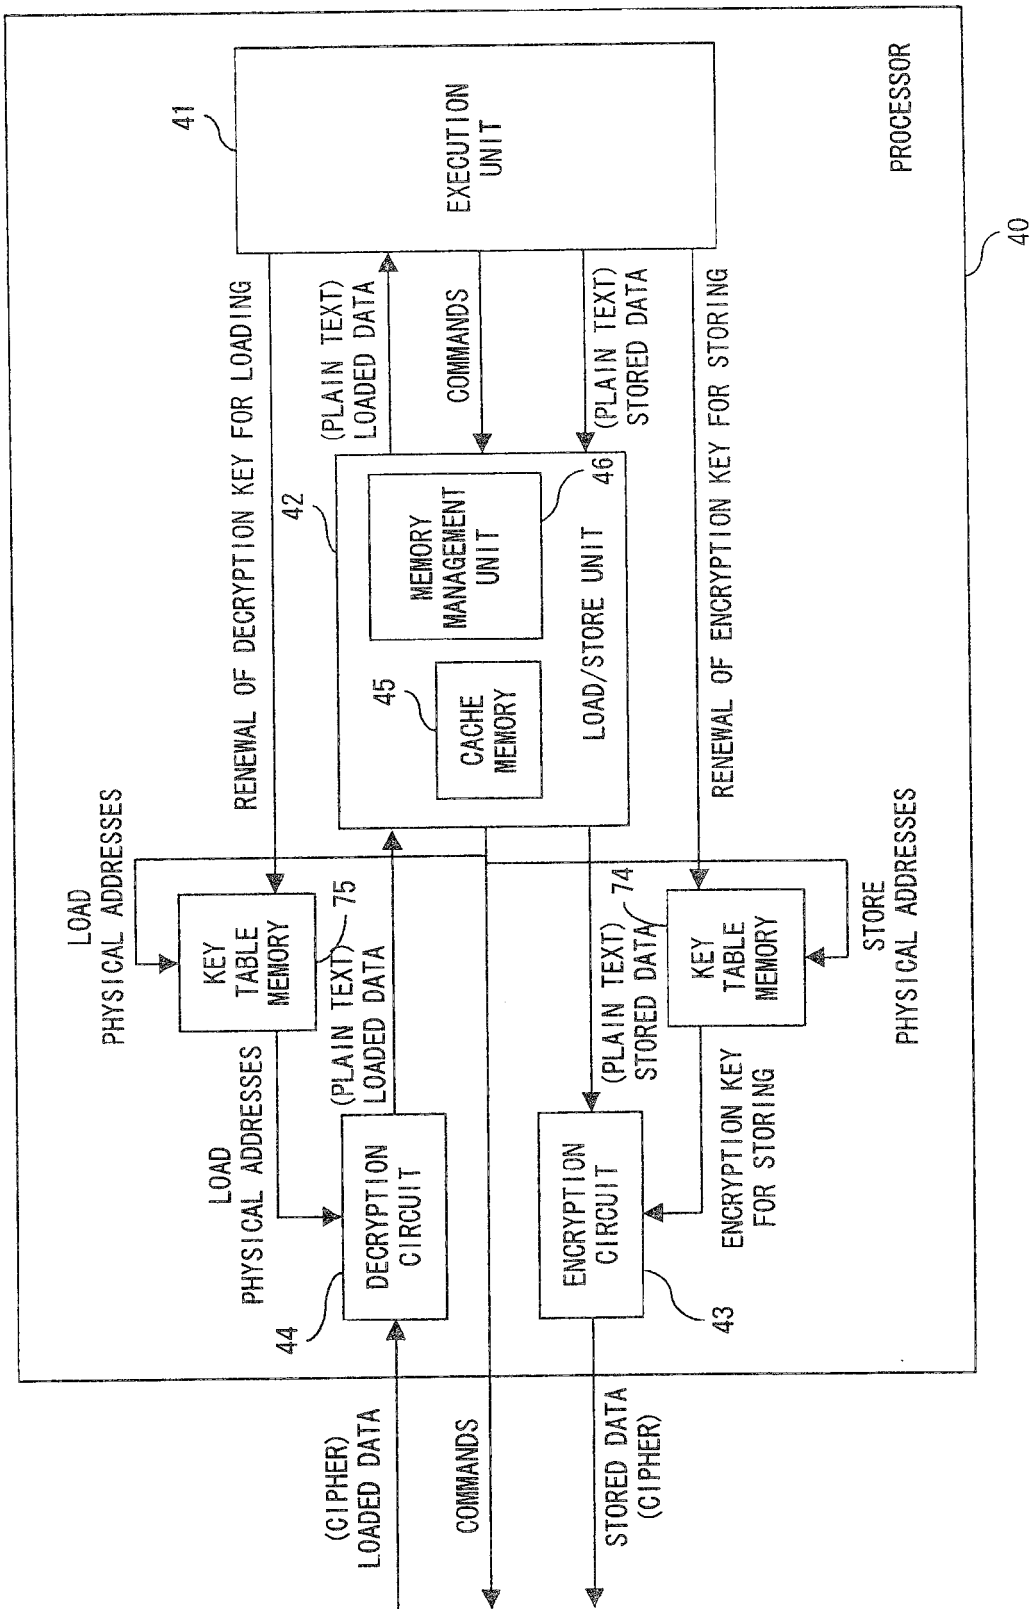 PROCESSOR
40
41
EXECUTION
UNIT
RENEWAL OF DECRYPTION KEY FOR LOADING
(PLAIN TEXT)
LOADED DATA
COMMANDS
(PLAIN TEXT)
STORED DATA
RENEWAL OF ENCRYPTION KEY FOR STORING
42
MEMORY
MANAGEMENT
UNIT
46
45
CACHE
MEMORY
LOAD/STORE UNIT
LOAD
PHYSICAL ADDRESSES
KEY
TABLE
MEMORY
75
(PLAIN TEXT)
LOADED DATA
(PLAIN TEXT)
STORED DATA
74
KEY
TABLE
MEMORY
STORE
PHYSICAL ADDRESSES
LOAD
PHYSICAL ADDRESSES
DECRYPTION
CIRCUIT
44
ENCRYPTION
CIRCUIT
43
ENCRYPTION KEY
FOR STORING
(CIPHER)
LOADED DATA
COMMANDS
STORED DATA
(CIPHER)